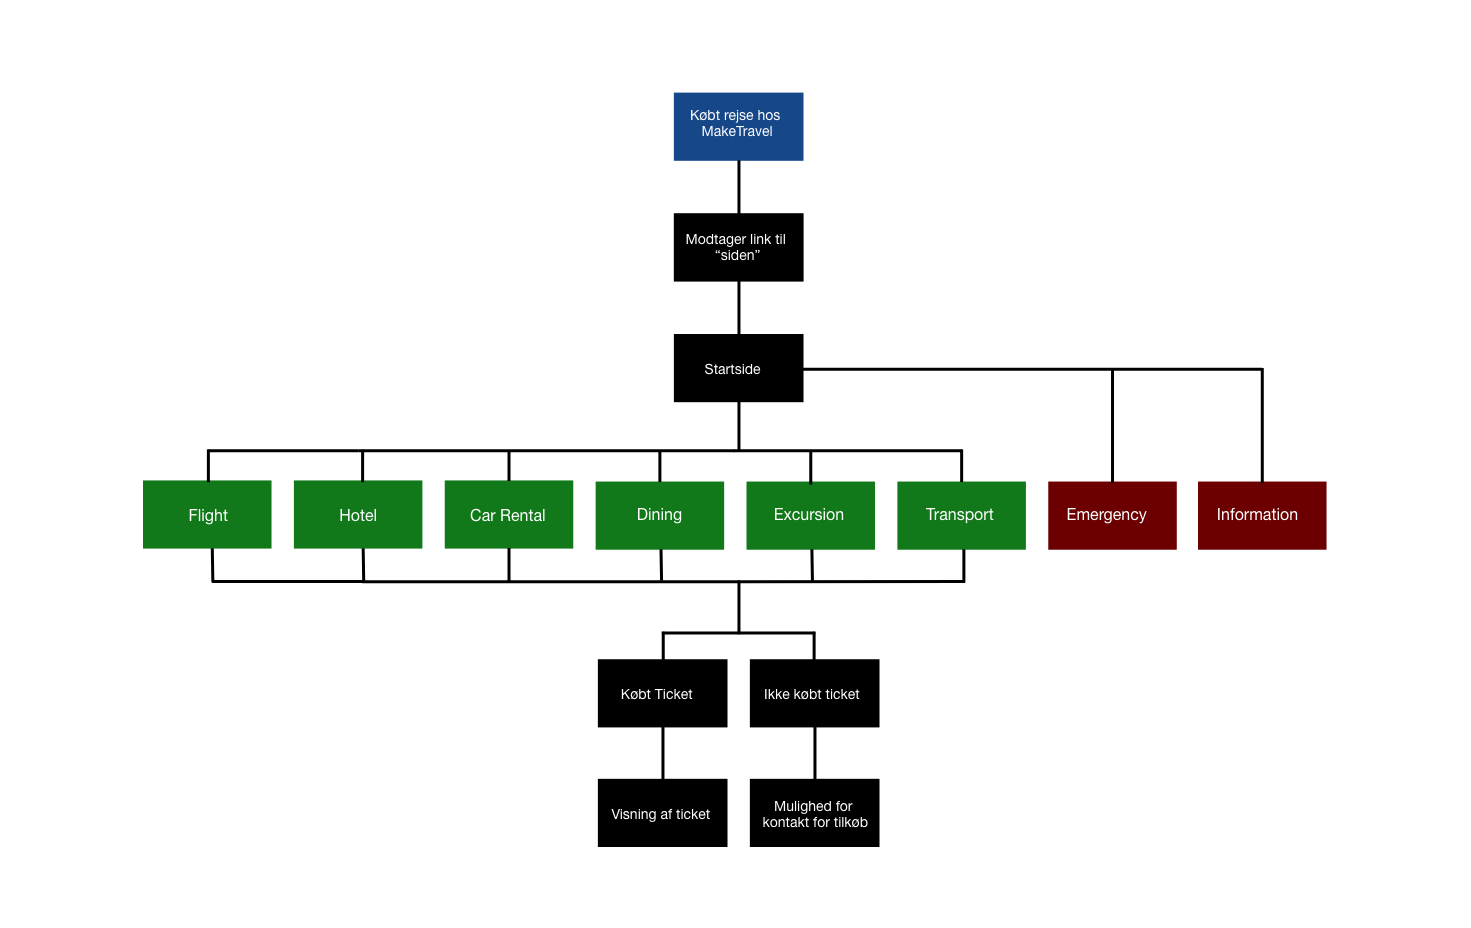 Købt rejse hos
MakeTravel
Modtager link til
“siden”
Startside
Flight
Hotel
Car Rental
Dining
Excursion
Transport
Emergency
Information
Købt Ticket
Ikke købt ticket
Visning af ticket
Mulighed for
kontakt for tilkøb